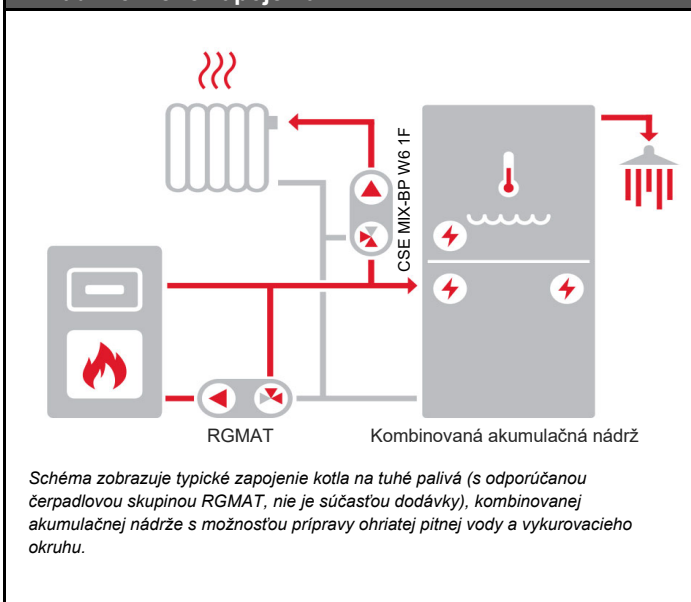 CSE MIX-BP W6 1F
RGMAT
Kombinovaná akumulačná nádrž
Schéma zobrazuje typické zapojenie kotla na tuhé palivá (s odporúčanou
čerpadlovou skupinou RGMAT, nie je súčasťou dodávky), kombinovanej
akumulačnej nádrže s možnosťou prípravy ohriatej pitnej vody a vykurovacieho
okruhu.